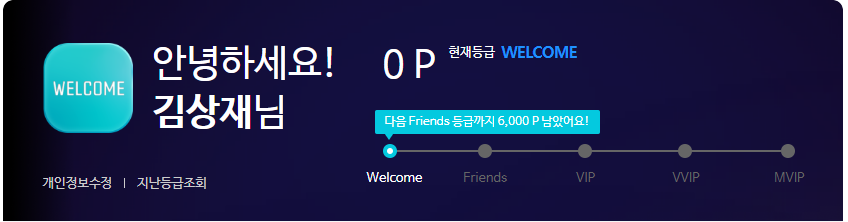 WELCOME
안녕하세요!
김상재님
개인정보수정 | 지난등급조회
0 P 현재등급 WELCOME
다음 Friends 등급까지 6,000 P 남았어요!
Welcome Friends VIP VVIP MVIP